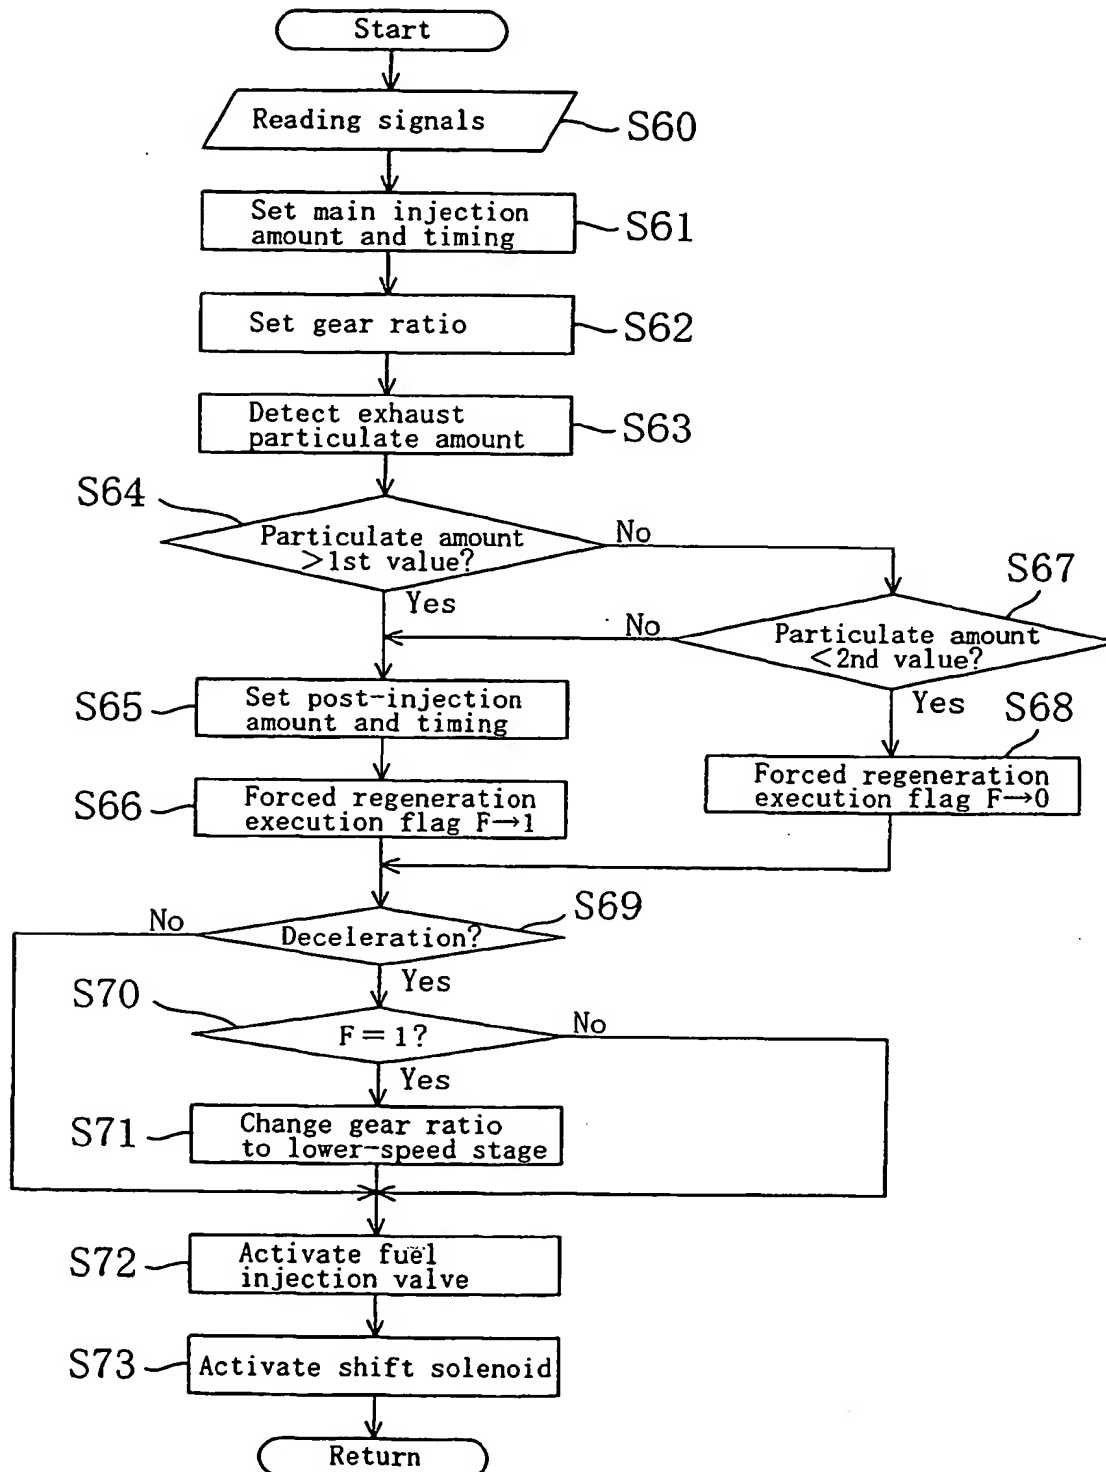 Start
Reading signals
S60
Set main injection
amount and timing
S61
Set gear ratio
S62
Detect exhaust
particulate amount
S63
S64
Particulate amount
>1st value?
No
Yes
S67
Particulate amount
<2nd value?
No
Yes
S65
Set post-injection
amount and timing
S68
Forced regeneration
execution flag F→0
S66
Forced regeneration
execution flag F→1
S69
Deceleration?
No
Yes
S70
F=1?
No
Yes
S71
Change gear ratio
to lower-speed stage
S72
Activate fuel
injection valve
S73
Activate shift solenoid
Return